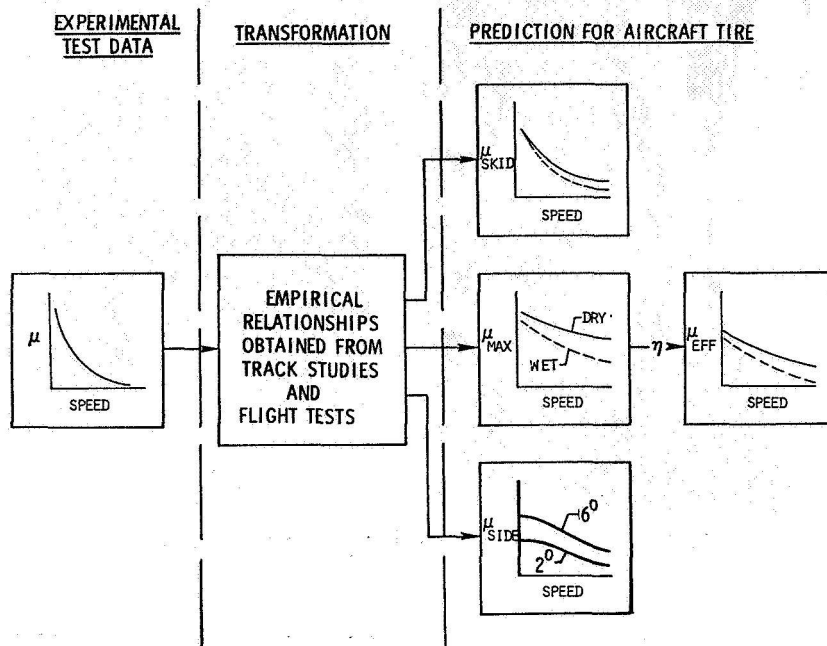 EXPERIMENTAL
TEST DATA
TRANSFORMATION
PREDICTION FOR AIRCRAFT TIRE
μ
SPEED
EMPIRICAL
RELATIONSHIPS
OBTAINED FROM
TRACK STUDIES
AND
FLIGHT TESTS
μ
SKID
SPEED
μ
MAX
DRY
WET
SPEED
η
μ
EFF
SPEED
μ
SIDE
16°
2°
SPEED